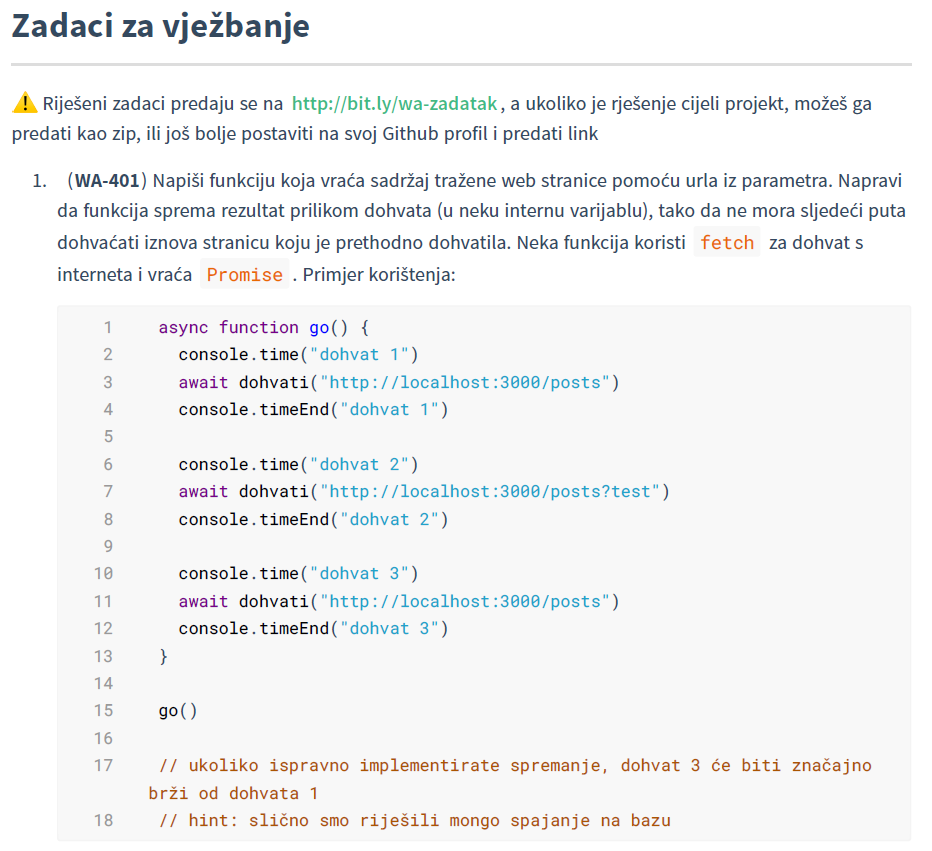 Zadaci za vježbanje
⚠️ Riješeni zadaci predaju se na http://bit.ly/wa-zadatak, a ukoliko je rješenje cijeli projekt, možeš ga
predati kao zip, ili još bolje postaviti na svoj Github profil i predati link
1. (WA-401) Napiši funkciju koja vraća sadržaj tražene web stranice pomoću urla iz parametra. Napravi
da funkcija sprema rezultat prilikom dohvata (u neku internu varijablu), tako da ne mora sljedeći puta
dohvaćati iznova stranicu koju je prethodno dohvatila. Neka funkcija koristi fetch za dohvat s
interneta i vraća Promise. Primjer korištenja:
1 async function go() {
2 console.time("dohvat 1")
3 await dohvati("http://localhost:3000/posts")
4 console.timeEnd("dohvat 1")
5
6 console.time("dohvat 2")
7 await dohvati("http://localhost:3000/posts?test")
8 console.timeEnd("dohvat 2")
9
10 console.time("dohvat 3")
11 await dohvati("http://localhost:3000/posts")
12 console.timeEnd("dohvat 3")
13 }
14
15 go()
16
17 // ukoliko ispravno implementirate spremanje, dohvat 3 će biti značajno
brži od dohvata 1
18 // hint: slično smo riješili mongo spajanje na bazu